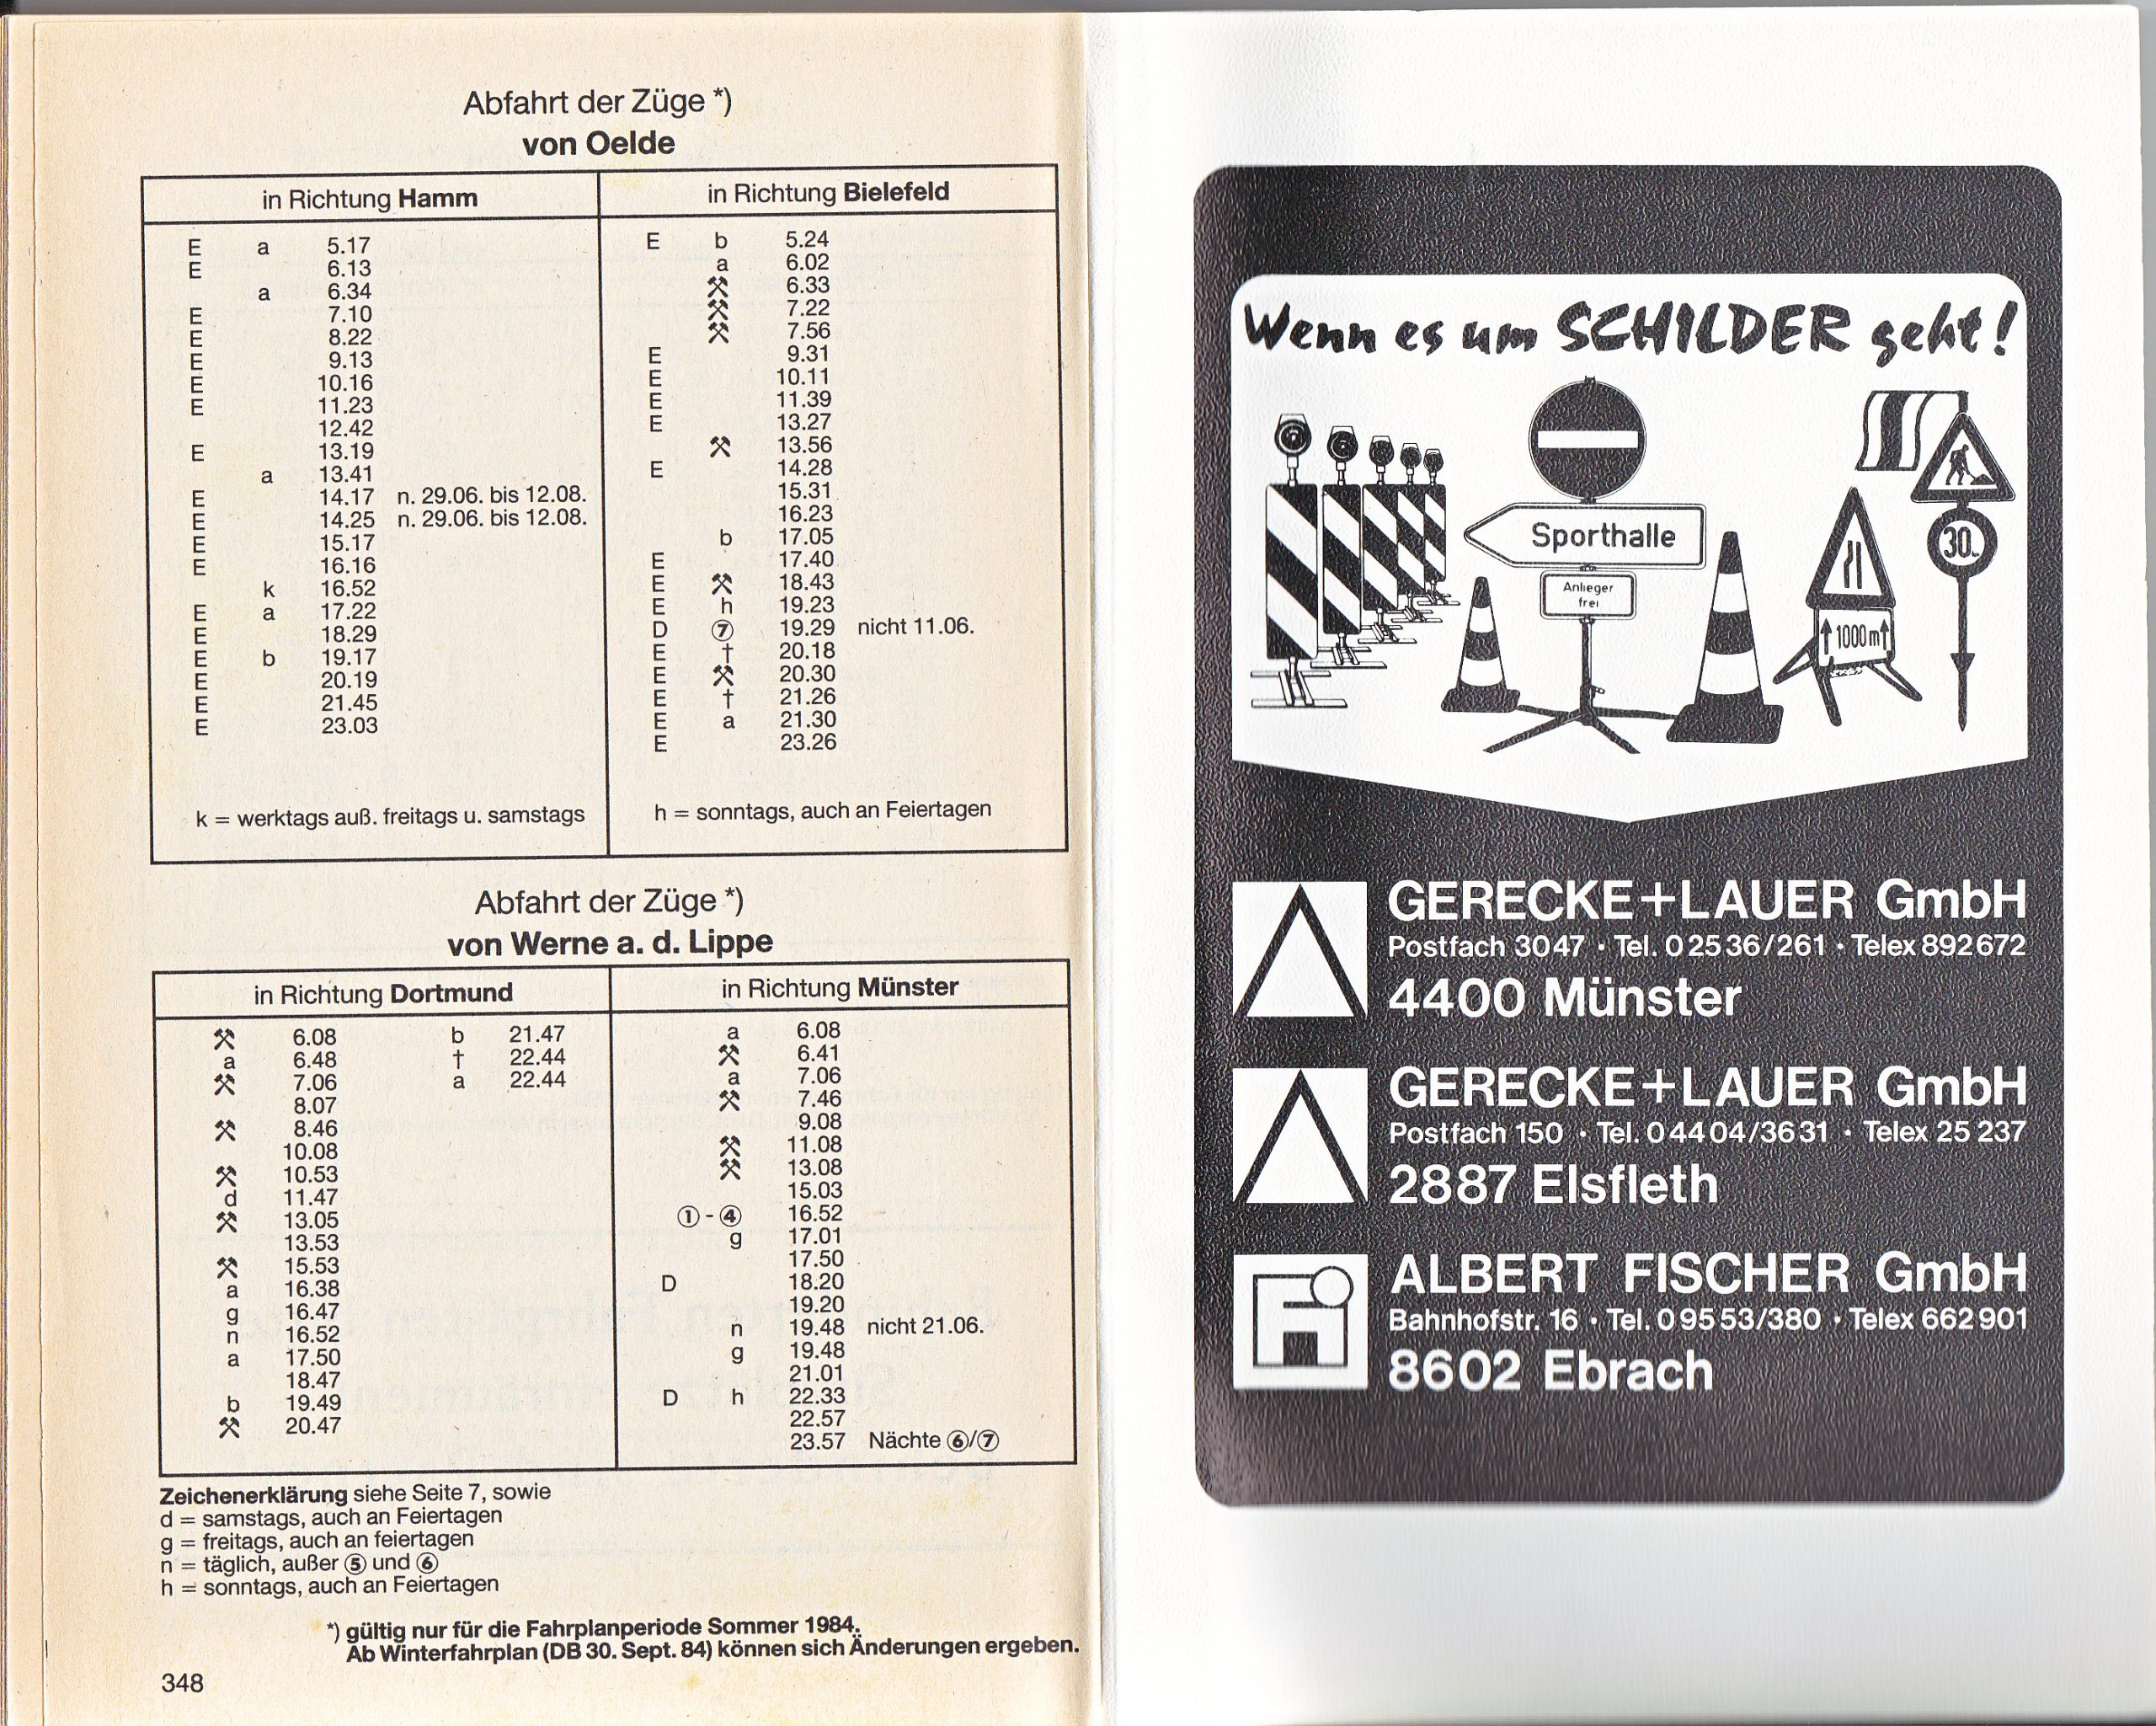 Abfahrt der Züge *)
von Oelde
in Richtung Hamm
E a 5.17
E 6.13
a 6.34
E 7.10
E 8.22
E 9.13
E 10.16
E 11.23
12.42
E 13.19
a 13.41
E 14.17 n. 29.06. bis 12.08.
E 14.25 n. 29.06. bis 12.08.
E 15.17
E 16.16
k 16.52
E a 17.22
E 18.29
E b 19.17
E 20.19
E 21.45
E 23.03
k = werktags auß. freitags u. samstags
in Richtung Bielefeld
E b 5.24
a 6.02
⚒ 6.33
⚒ 7.22
⚒ 7.56
E 9.31
E 10.11
E 11.39
E 13.27
⚒ 13.56
E 14.28
15.31
16.23
b 17.05
E 17.40
E ⚒ 18.43
E h 19.23
D ⑦ 19.29 nicht 11.06.
E † 20.18
E ⚒ 20.30
E † 21.26
E a 21.30
E 23.26
h = sonntags, auch an Feiertagen
Abfahrt der Züge *)
von Werne a. d. Lippe
in Richtung Dortmund
⚒ 6.08 b 21.47
a 6.48 † 22.44
⚒ 7.06 a 22.44
8.07
⚒ 8.46
10.08
⚒ 10.53
d 11.47
⚒ 13.05
13.53
⚒ 15.53
a 16.38
g 16.47
n 16.52
a 17.50
18.47
b 19.49
⚒ 20.47
in Richtung Münster
a 6.08
⚒ 6.41
a 7.06
⚒ 7.46
9.08
⚒ 11.08
⚒ 13.08
15.03
① - ④ 16.52
g 17.01
17.50
D 18.20
19.20
n 19.48 nicht 21.06.
g 19.48
21.01
D h 22.33
22.57
23.57 Nächte ⑥/⑦
Zeichenerklärung siehe Seite 7, sowie
d = samstags, auch an Feiertagen
g = freitags, auch an feiertagen
n = täglich, außer ⑤ und ⑥
h = sonntags, auch an Feiertagen
*) gültig nur für die Fahrplanperiode Sommer 1984.
Ab Winterfahrplan (DB 30. Sept. 84) können sich Änderungen ergeben.
348
Wenn es um SCHILDER geht!
Sporthalle
Anlieger
frei
30
1000 m
GERECKE+LAUER GmbH
Postfach 3047 · Tel. 0 25 36/261 · Telex 892672
4400 Münster
GERECKE+LAUER GmbH
Postfach 150 · Tel. 0 44 04/36 31 · Telex 25 237
2887 Elsfleth
ALBERT FISCHER GmbH
Bahnhofstr. 16 · Tel. 0 95 53/380 · Telex 662 901
8602 Ebrach